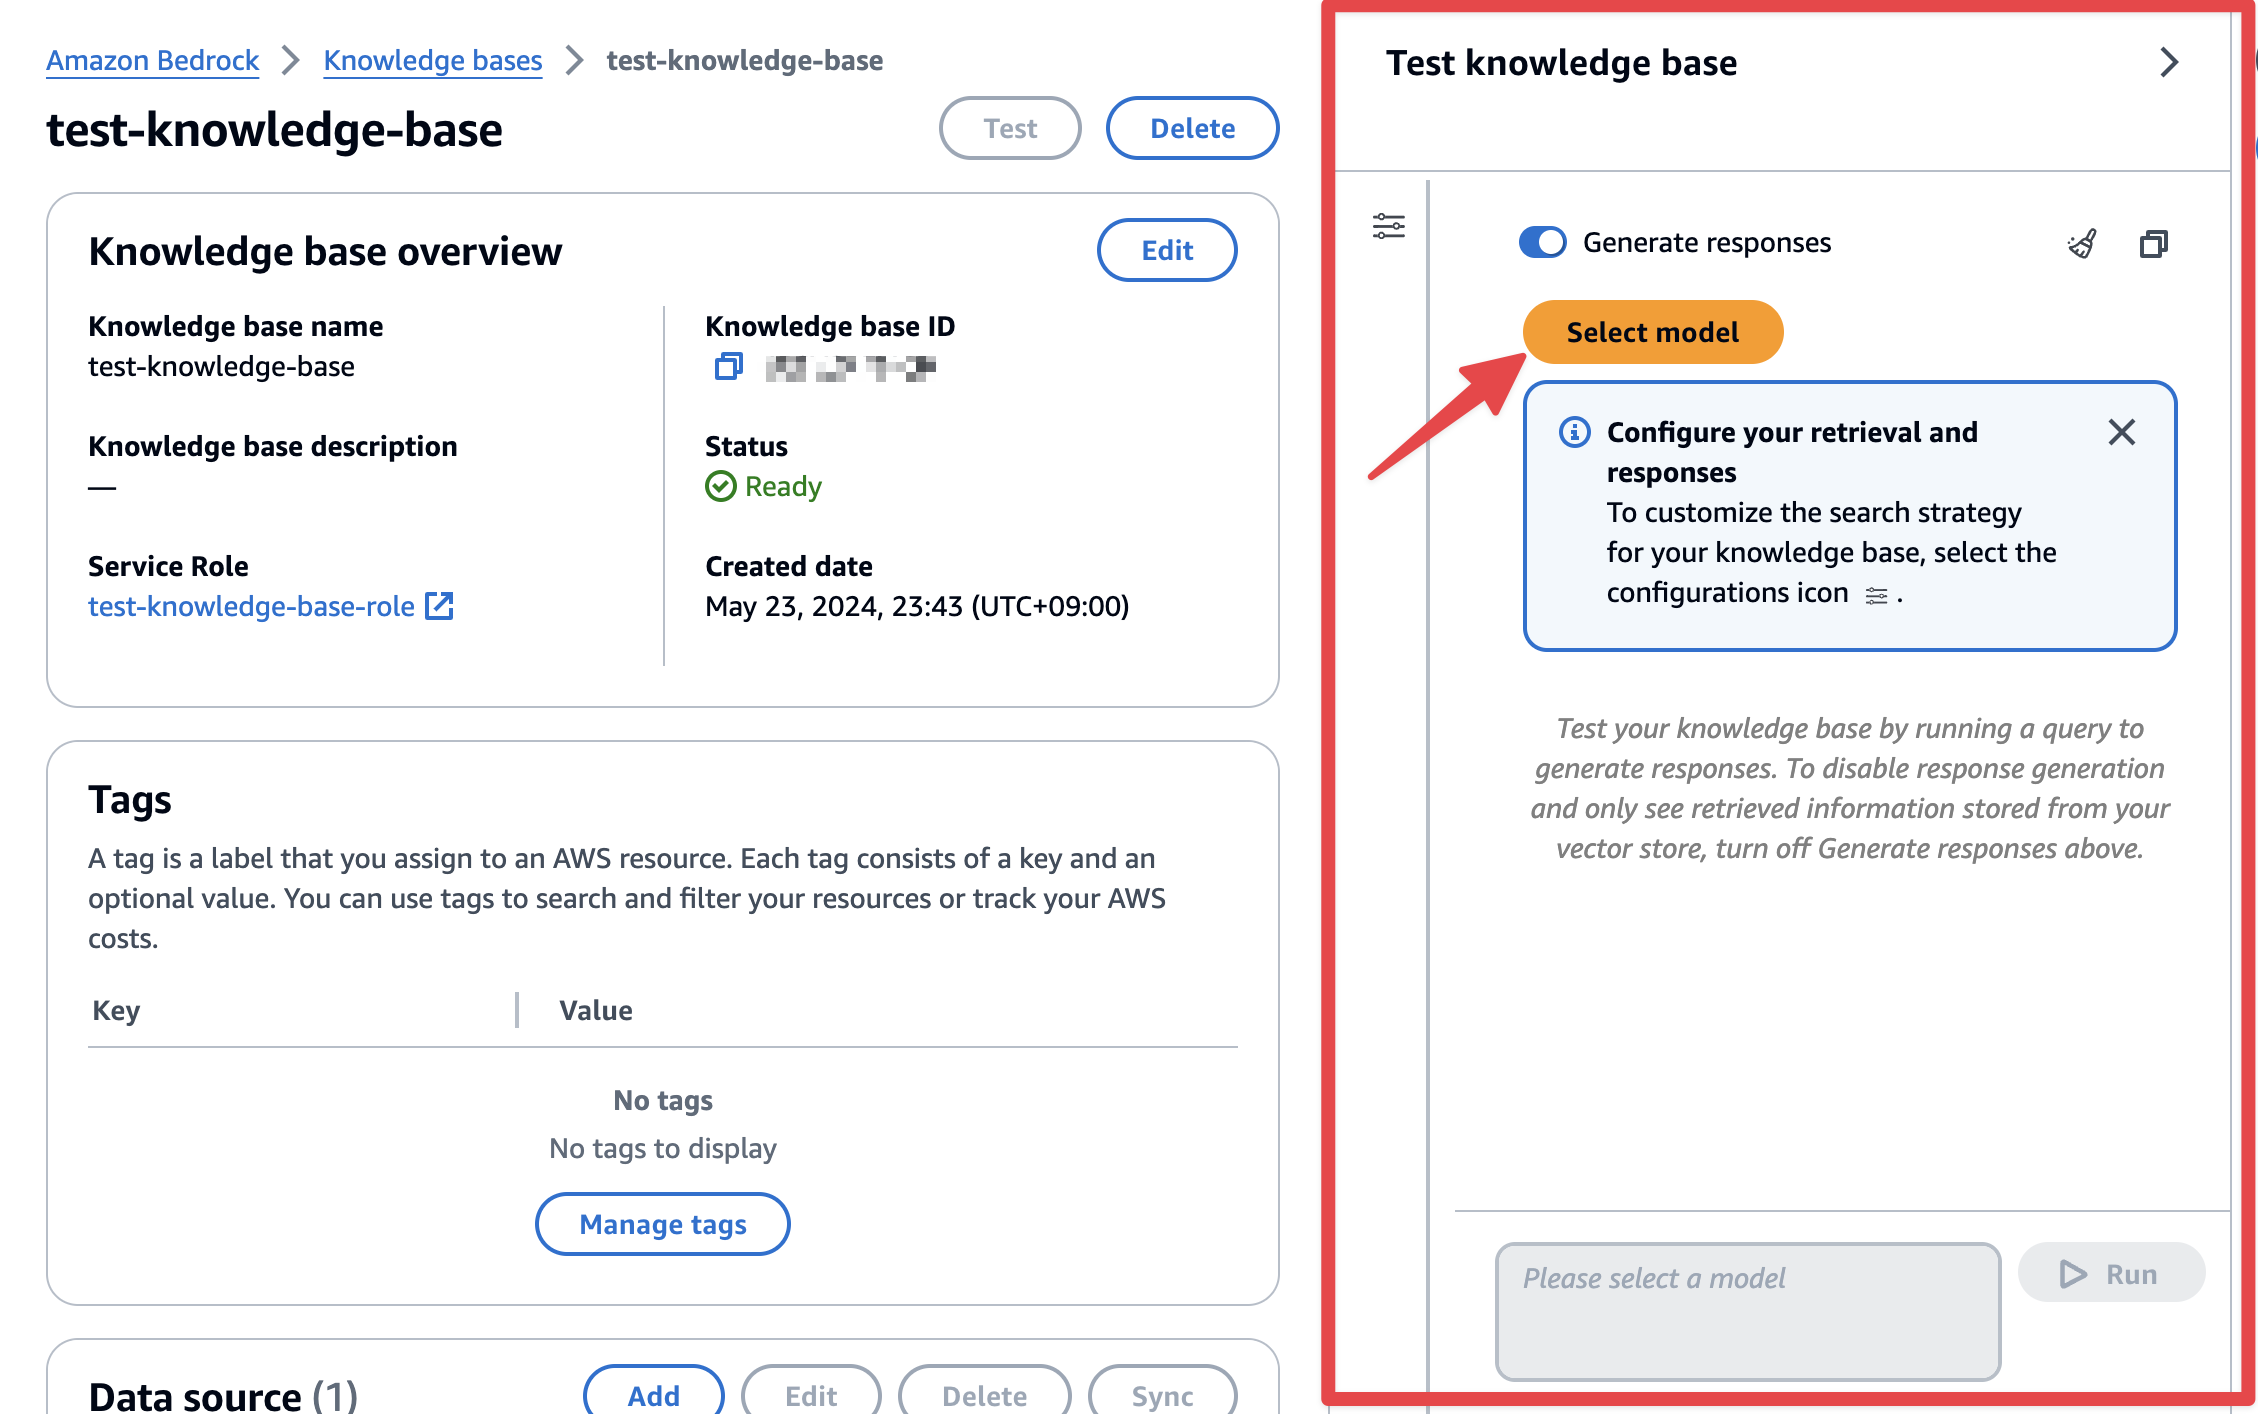 Amazon Bedrock > Knowledge bases > test-knowledge-base
test-knowledge-base
Test
Delete
Knowledge base overview
Edit
Knowledge base name
test-knowledge-base
Knowledge base description
—
Service Role
test-knowledge-base-role
Knowledge base ID
Status
Ready
Created date
May 23, 2024, 23:43 (UTC+09:00)
Tags
A tag is a label that you assign to an AWS resource. Each tag consists of a key and an
optional value. You can use tags to search and filter your resources or track your AWS
costs.
Key
Value
No tags
No tags to display
Manage tags
Data source (1)
Add
Edit
Delete
Sync
Test knowledge base
Generate responses
Select model
Configure your retrieval and
responses
To customize the search strategy
for your knowledge base, select the
configurations icon .
Test your knowledge base by running a query to
generate responses. To disable response generation
and only see retrieved information stored from your
vector store, turn off Generate responses above.
Please select a model
Run